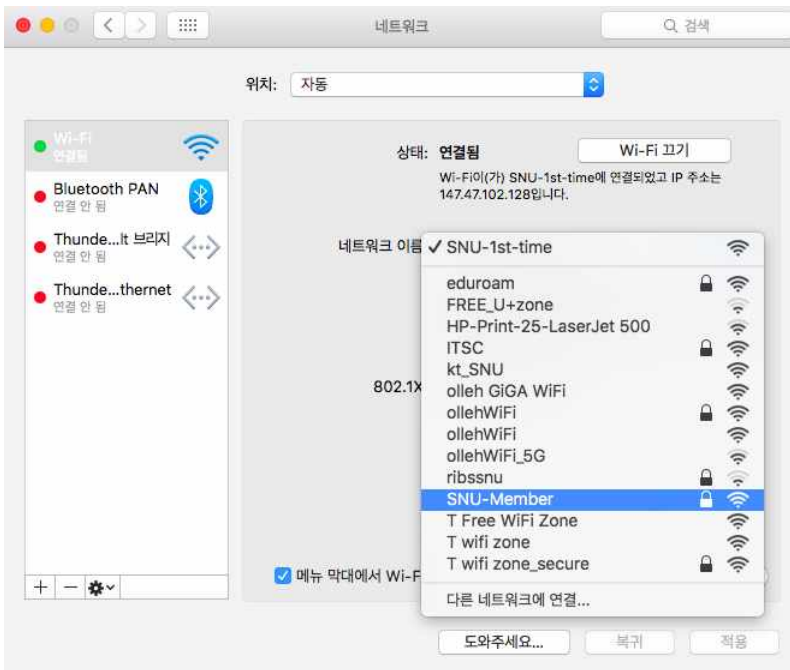 네트워크
검색
위치: 자동
Wi-Fi
연결됨
Bluetooth PAN
연결 안 됨
Thunde...lt 브리지
연결 안 됨
Thunde...thernet
연결 안 됨
상태: 연결됨
Wi-Fi 끄기
Wi-Fi이(가) SNU-1st-time에 연결되었고 IP 주소는
147.47.102.128입니다.
네트워크 이름
✓ SNU-1st-time
eduroam
FREE_U+zone
HP-Print-25-LaserJet 500
ITSC
kt_SNU
olleh GiGA WiFi
802.1X
ollehWiFi
ollehWiFi
ollehWiFi_5G
ribssnu
SNU-Member
T Free WiFi Zone
T wifi zone
T wifi zone_secure
다른 네트워크에 연결...
메뉴 막대에서 Wi-F
도와주세요...
복귀
적용